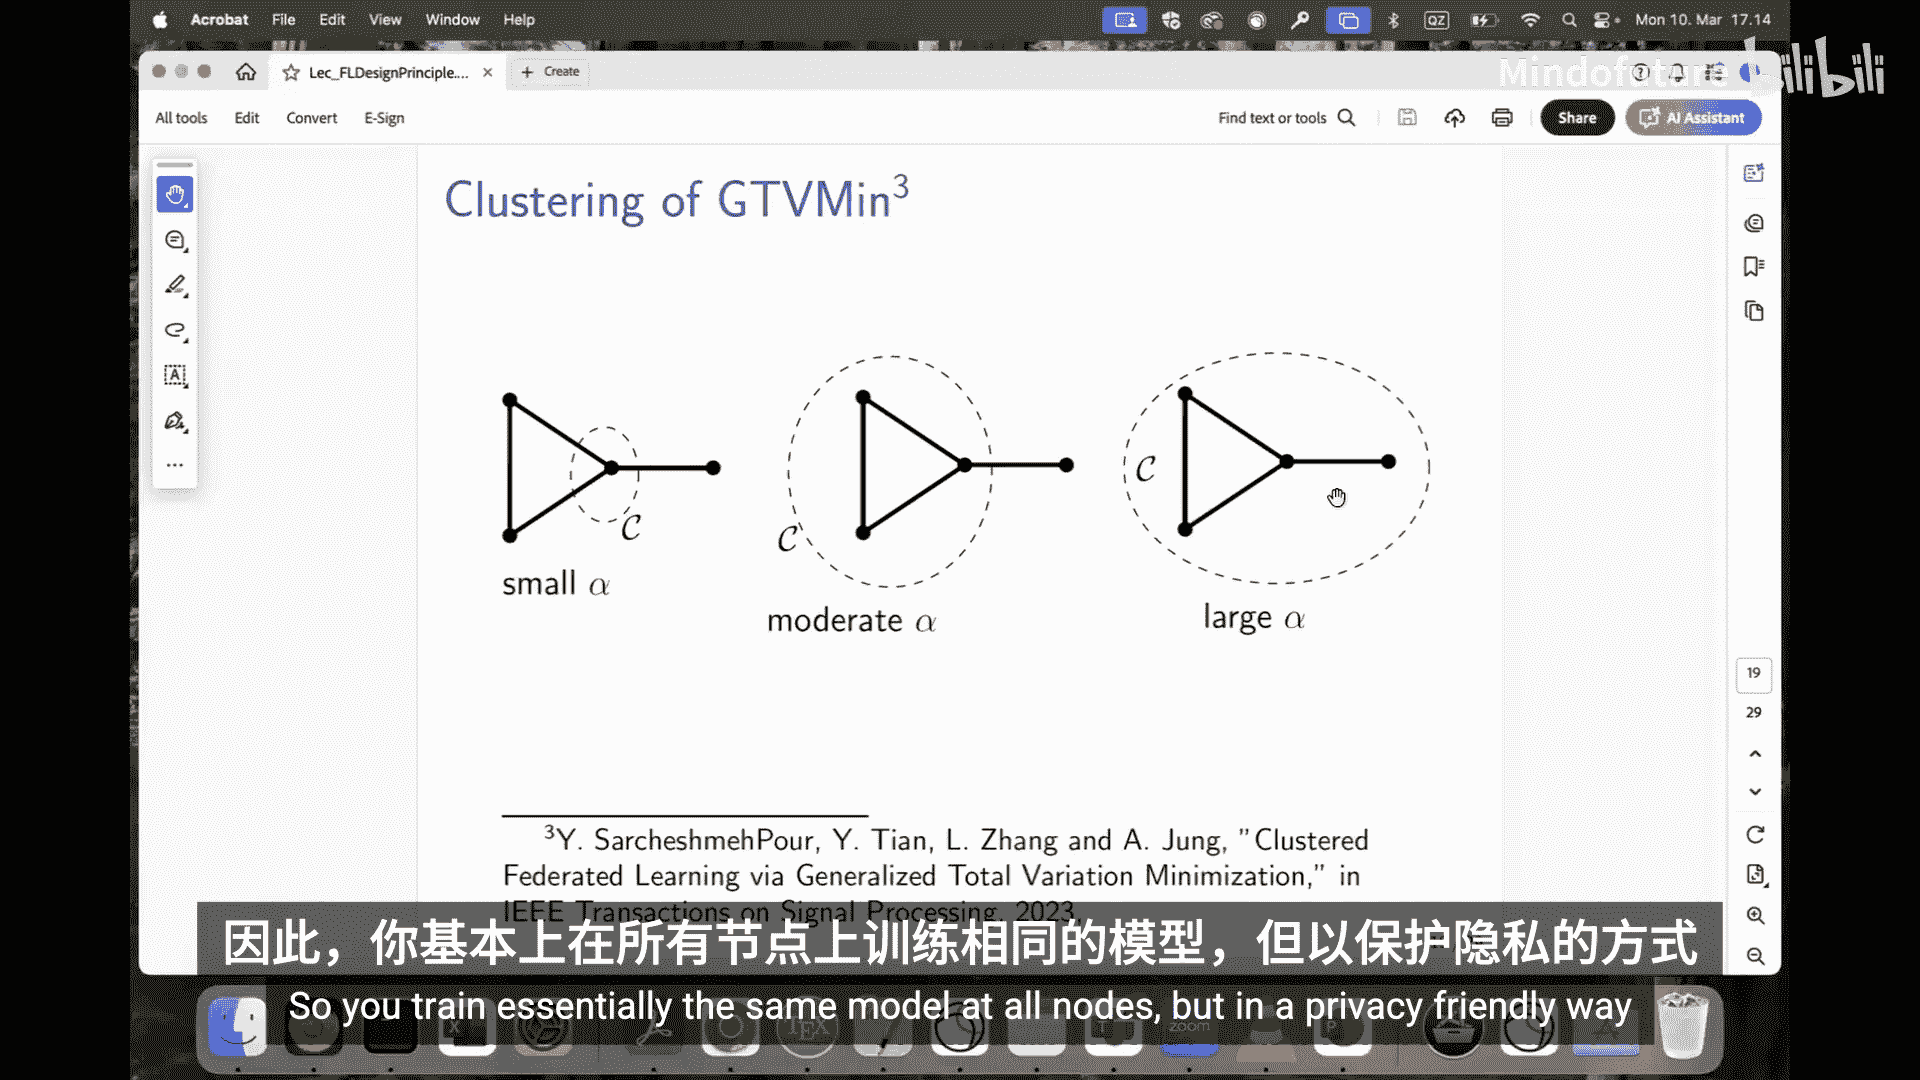 Acrobat File Edit View Window Help QZ Mon 10. Mar 17.14
Lec_FLDesignPrinciple.... × + Create
Mindofuture bilibili
All tools Edit Convert E-Sign Find text or tools Share AI Assistant
Clustering of GTVMin³
C
C
C
small α
moderate α
large α
19
29
³Y. SarcheshmehPour, Y. Tian, L. Zhang and A. Jung, "Clustered
Federated Learning via Generalized Total Variation Minimization," in
IEEE Transactions on Signal Processing, 2023.
因此，你基本上在所有节点上训练相同的模型，但以保护隐私的方式
So you train essentially the same model at all nodes, but in a privacy friendly way
zoom